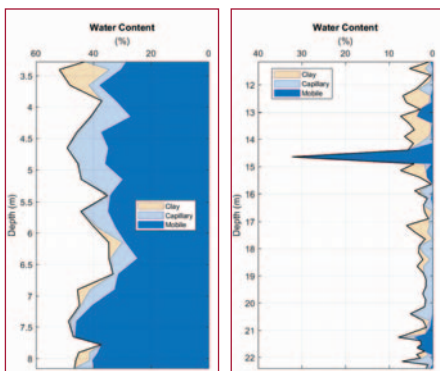 Water Content
(%)
60 40 20 0
3.5
4
4.5
5
5.5
6
6.5
7
7.5
8
Depth (m)
Clay
Capillary
Mobile
Water Content
(%)
40 30 20 10 0
12
13
14
15
16
17
18
19
20
21
22
Depth (m)
Clay
Capillary
Mobile